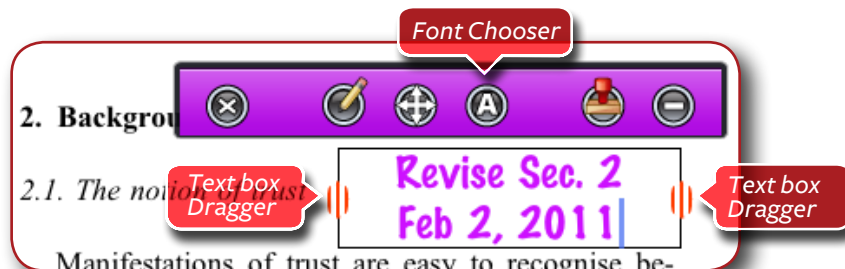 Font Chooser
A
2. Backgrou
2.1. The notion of trust
Text box
Dragger
Revise Sec. 2
Feb 2, 2011
Text box
Dragger
Manifestations of trust are easy to recognise be-